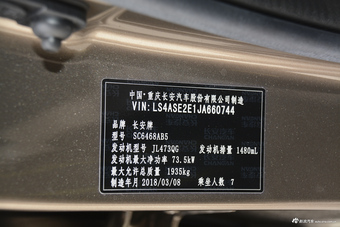 中国·重庆长安汽车股份有限公司制造
VIN:LS4ASE2E1JA660744
品牌 长安牌
型号 SC6468AB5
发动机型号 JL473QG 发动机排量 1480mL
发动机最大净功率 73.5kW
最大允许总质量 1935kg
制造年月 2018/03/08 乘坐人数 7